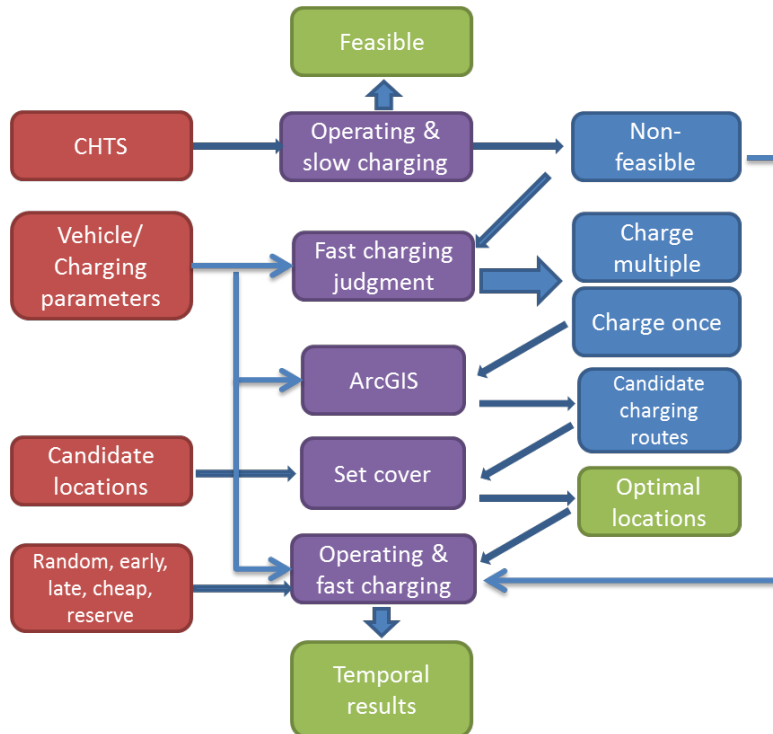 Feasible
CHTS
Operating &
slow charging
Non-
feasible
Vehicle/
Charging
parameters
Fast charging
judgment
Charge
multiple
Charge once
ArcGIS
Candidate
charging
routes
Candidate
locations
Set cover
Optimal
locations
Random, early,
late, cheap,
reserve
Operating &
fast charging
Temporal
results